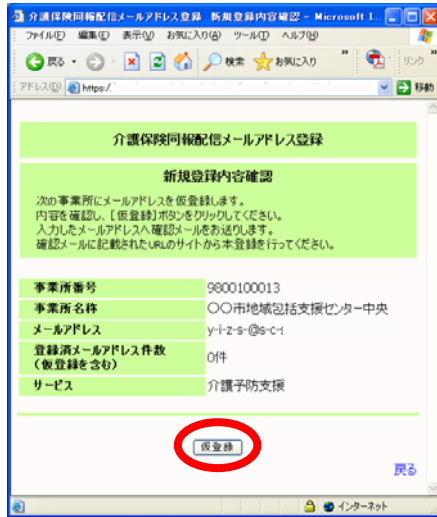 介護保険同報配信メールアドレス登録 新規登録内容確認 - Microsoft I...
ファイル(F) 編集(E) 表示(V) お気に入り(A) ツール(T) ヘルプ(H)
戻る 検索 お気に入り リンク
アドレス(D) https:/ 移動
介護保険同報配信メールアドレス登録
新規登録内容確認
次の事業所にメールアドレスを仮登録します。
内容を確認し、[仮登録]ボタンをクリックしてください。
入力したメールアドレスへ確認メールをお送りします。
確認メールに記載されたURLのサイトから本登録を行ってください。
事業所番号 9800100013
事業所名称 〇〇市地域包括支援センター中央
メールアドレス y-i-z-s-@s-c-
登録済メールアドレス件数 0件
(仮登録を含む)
サービス 介護予防支援
仮登録
戻る
インターネット